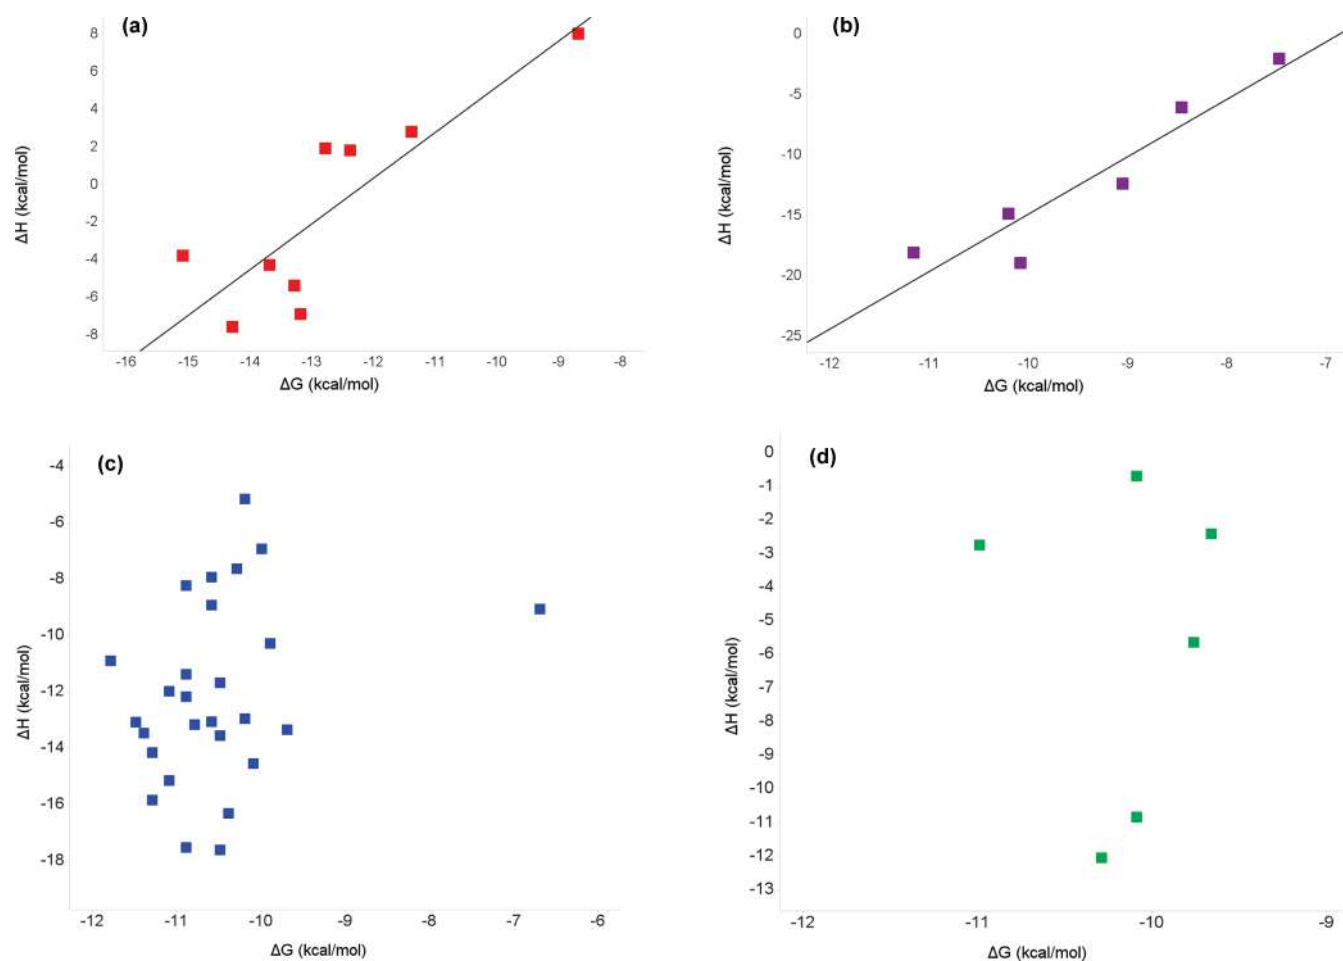 (a)
8
6
4
2
0
-2
-4
-6
-8
ΔH (kcal/mol)
-16 -15 -14 -13 -12 -11 -10 -9 -8
ΔG (kcal/mol)
(b)
0
-5
-10
-15
-20
-25
ΔH (kcal/mol)
-12 -11 -10 -9 -8 -7
ΔG (kcal/mol)
(c)
-4
-6
-8
-10
-12
-14
-16
-18
ΔH (kcal/mol)
-12 -11 -10 -9 -8 -7 -6
ΔG (kcal/mol)
(d)
0
-1
-2
-3
-4
-5
-6
-7
-8
-9
-10
-11
-12
-13
ΔH (kcal/mol)
-12 -11 -10 -9
ΔG (kcal/mol)